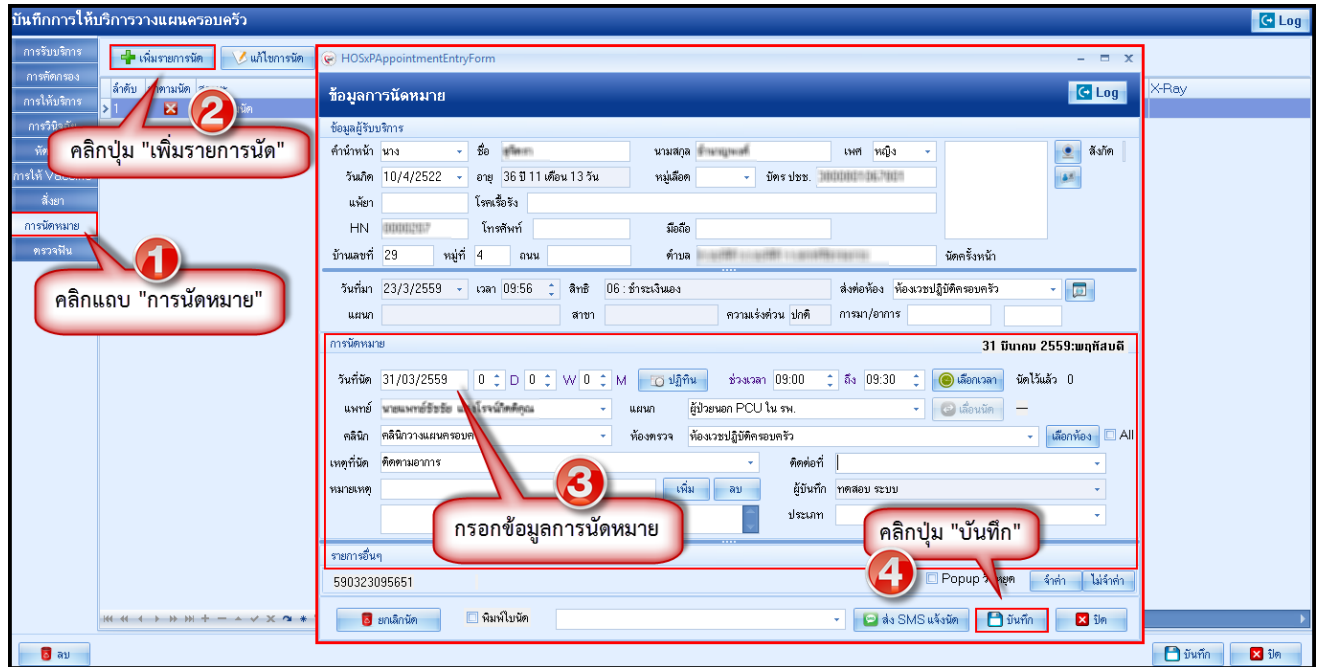 บันทึกการให้บริการวางแผนครอบครัว
Log
การรับบริการ
การคัดกรอง
การให้บริการ
สั่งยา
การนัดหมาย
ตรวจฟัน
เพิ่มรายการนัด แก้ไขการนัด
ลำดับ
1
X-Ray
2
คลิกปุ่ม "เพิ่มรายการนัด"
1
คลิกแถบ "การนัดหมาย"
HOSxPAppointmentEntryForm
ข้อมูลการนัดหมาย Log
ข้อมูลผู้รับบริการ
คำนำหน้า นาง ชื่อ นามสกุล เพศ หญิง สังกัด
วันเกิด 10/4/2522 อายุ 36 ปี 11 เดือน 13 วัน หมู่เลือด บัตร ปชช.
แพ้ยา โรคเรื้อรัง
HN โทรศัพท์ มือถือ
บ้านเลขที่ 29 หมู่ที่ 4 ถนน ตำบล นัดครั้งหน้า
วันที่มา 23/3/2559 เวลา 09:56 สิทธิ 06 : ชำระเงินเอง ส่งต่อห้อง ห้องเวชปฏิบัติครอบครัว
แผนก สาขา ความเร่งด่วน ปกติ การมา/อาการ
การนัดหมาย 31 มีนาคม 2559:พฤหัสบดี
วันที่นัด 31/03/2559 0 D 0 W 0 M ปฏิทิน ช่วงเวลา 09:00 ถึง 09:30 เลือกเวลา นัดไว้แล้ว 0
แพทย์ แผนก ผู้ป่วยนอก PCU ใน รพ. เลื่อนนัด
คลินิก ห้องตรวจ ห้องเวชปฏิบัติครอบครัว เลือกห้อง All
เหตุที่นัด ติดตามอาการ ติดต่อที่
หมายเหตุ เพิ่ม ลบ ผู้บันทึก ทดสอบ ระบบ
ประเภท
3
กรอกข้อมูลการนัดหมาย
คลิกปุ่ม "บันทึก"
4
รายการอื่นๆ
590323095651 Popup จำค่า ไม่จำค่า
ยกเลิกนัด พิมพ์ใบนัด ส่ง SMS แจ้งนัด บันทึก ปิด
ลบ บันทึก ปิด